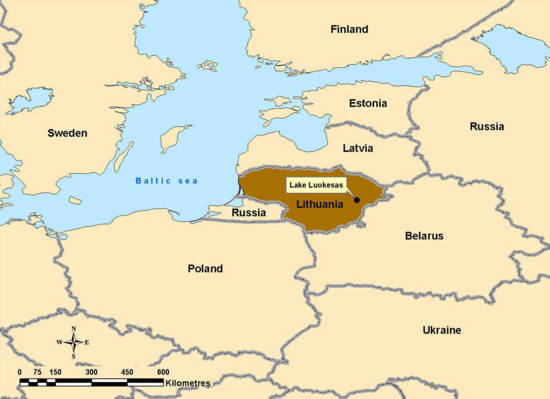 Finland
Estonia
Sweden
Russia
Latvia
Baltic sea
Lake Luokesas
Lithuania
Russia
Belarus
Poland
Ukraine
N
W E
S
0 75 150 300 450 600
Kilometres